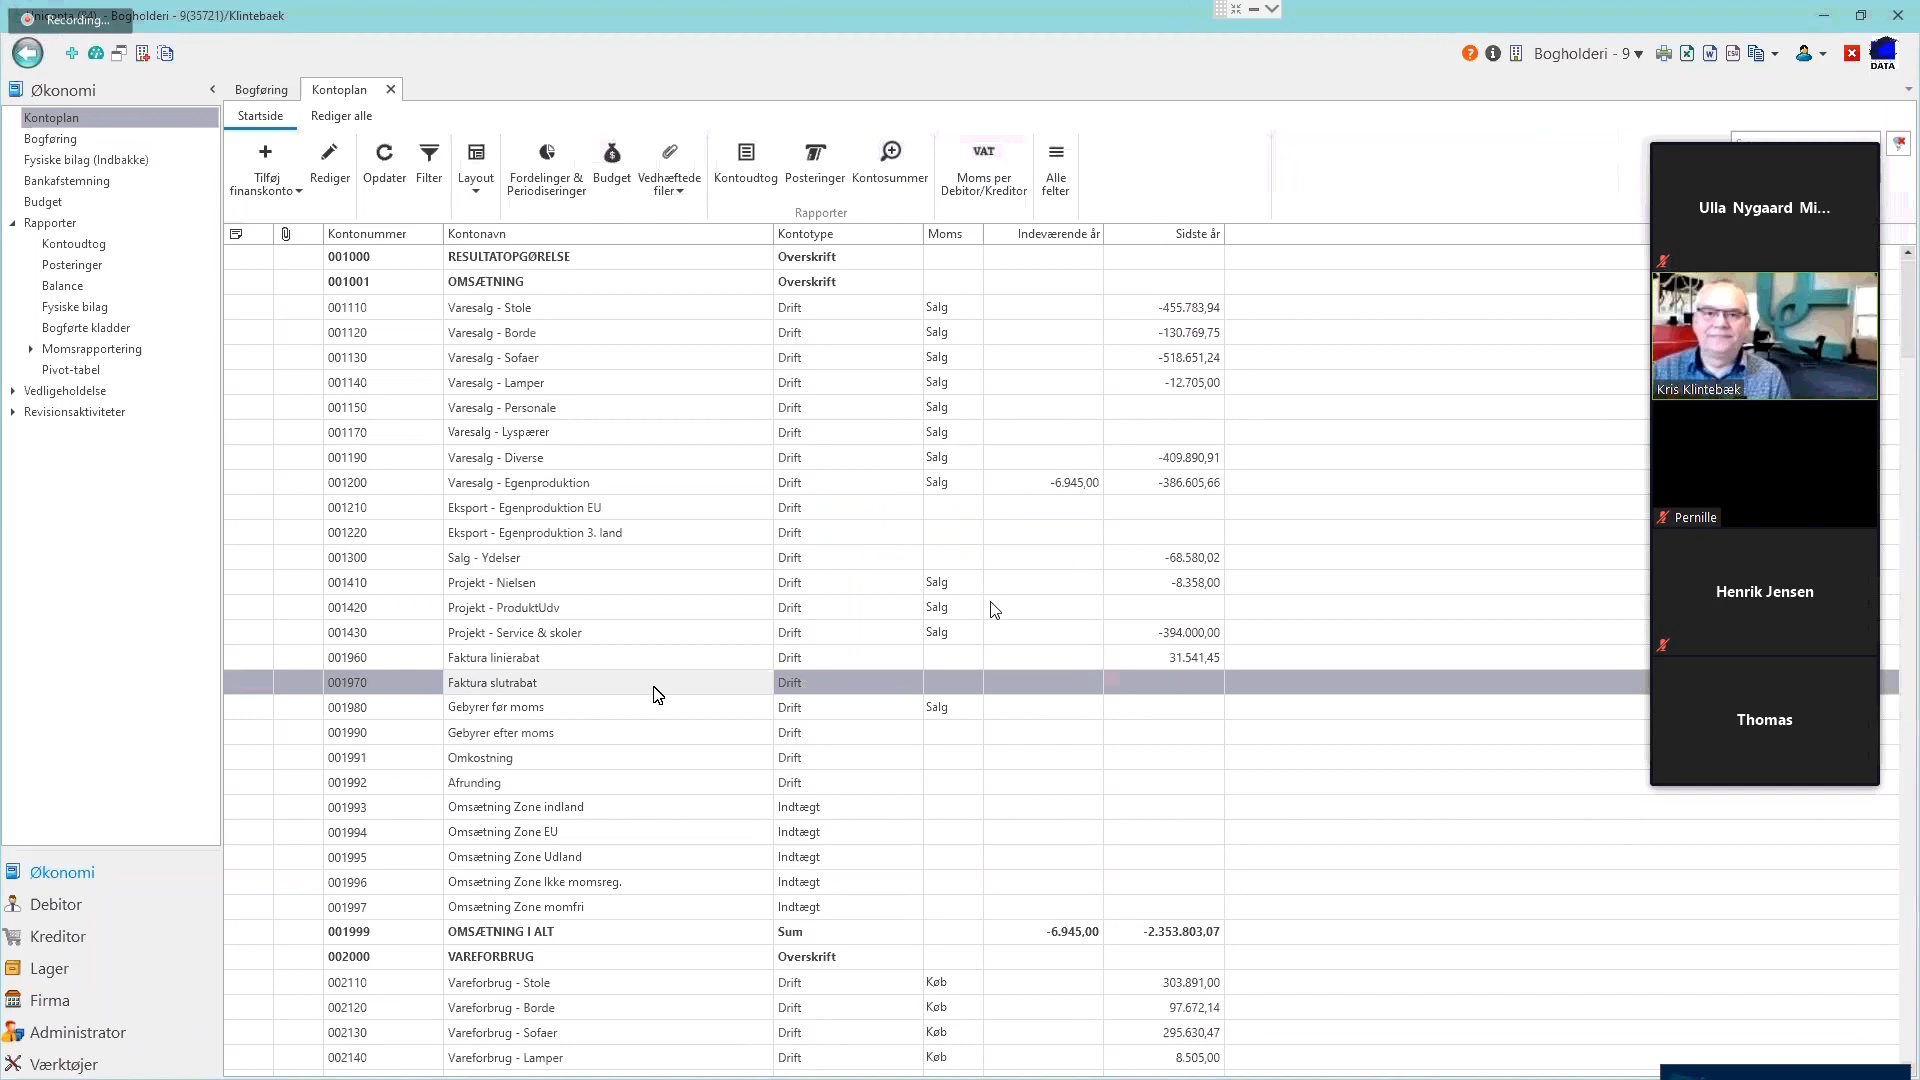 Recording...
- Bogholderi - 9(35721)/Klintebaek
Bogholderi - 9
DATA
Økonomi
Kontoplan
Bogføring
Fysiske bilag (Indbakke)
Bankafstemning
Budget
Rapporter
Kontoudtog
Posteringer
Balance
Fysiske bilag
Bogførte kladder
Momsrapportering
Pivot-tabel
Vedligeholdelse
Revisionsaktiviteter
Økonomi
Debitor
Kreditor
Lager
Firma
Administrator
Værktøjer
Bogføring Kontoplan
Startside Rediger alle
Tilføj finanskonto
Rediger
Opdater
Filter
Layout
Fordelinger & Periodiseringer
Budget
Vedhæftede filer
Kontoudtog
Posteringer
Kontosummer
Rapporter
VAT
Moms per Debitor/Kreditor
Alle felter
Kontonummer Kontonavn Kontotype Moms Indeværende år Sidste år
001000 RESULTATOPGØRELSE Overskrift
001001 OMSÆTNING Overskrift
001110 Varesalg - Stole Drift Salg -455.783,94
001120 Varesalg - Borde Drift Salg -130.769,75
001130 Varesalg - Sofaer Drift Salg -518.651,24
001140 Varesalg - Lamper Drift Salg -12.705,00
001150 Varesalg - Personale Drift Salg
001170 Varesalg - Lyspærer Drift Salg
001190 Varesalg - Diverse Drift Salg -409.890,91
001200 Varesalg - Egenproduktion Drift Salg -6.945,00 -386.605,66
001210 Eksport - Egenproduktion EU Drift
001220 Eksport - Egenproduktion 3. land Drift
001300 Salg - Ydelser Drift -68.580,02
001410 Projekt - Nielsen Drift Salg -8.358,00
001420 Projekt - ProduktUdv Drift Salg
001430 Projekt - Service & skoler Drift Salg -394.000,00
001960 Faktura linierabat Drift 31.541,45
001970 Faktura slutrabat Drift
001980 Gebyrer før moms Drift Salg
001990 Gebyrer efter moms Drift
001991 Omkostning Drift
001992 Afrunding Drift
001993 Omsætning Zone indland Indtægt
001994 Omsætning Zone EU Indtægt
001995 Omsætning Zone Udland Indtægt
001996 Omsætning Zone Ikke momsreg. Indtægt
001997 Omsætning Zone momfri Indtægt
001999 OMSÆTNING I ALT Sum -6.945,00 -2.353.803,07
002000 VAREFORBRUG Overskrift
002110 Vareforbrug - Stole Drift Køb 303.891,00
002120 Vareforbrug - Borde Drift Køb 97.672,14
002130 Vareforbrug - Sofaer Drift Køb 295.630,47
002140 Vareforbrug - Lamper Drift Køb 8.505,00
Ulla Nygaard Mi...
Kris Klintebæk
Pernille
Henrik Jensen
Thomas